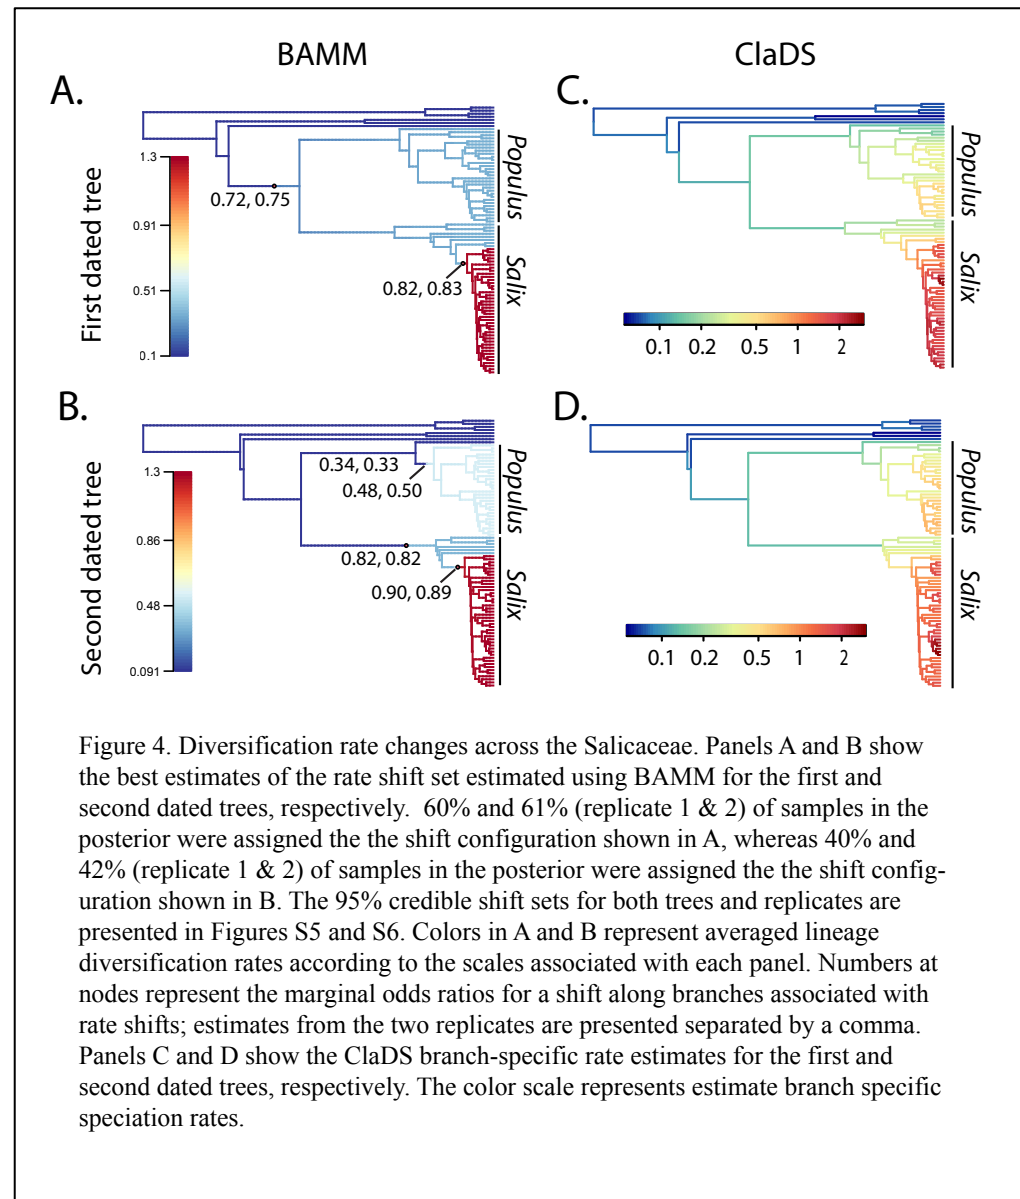 BAMM
ClaDS
A.
C.
First dated tree
1.3
0.91
0.51
0.1
0.72, 0.75
0.82, 0.83
Populus
Salix
0.1 0.2 0.5 1 2
Populus
Salix
B.
D.
Second dated tree
1.3
0.86
0.48
0.091
0.34, 0.33
0.48, 0.50
0.82, 0.82
0.90, 0.89
Populus
Salix
0.1 0.2 0.5 1 2
Populus
Salix
Figure 4. Diversification rate changes across the Salicaceae. Panels A and B show
the best estimates of the rate shift set estimated using BAMM for the first and
second dated trees, respectively.  60% and 61% (replicate 1 & 2) of samples in the
posterior were assigned the the shift configuration shown in A, whereas 40% and
42% (replicate 1 & 2) of samples in the posterior were assigned the the shift config-
uration shown in B. The 95% credible shift sets for both trees and replicates are
presented in Figures S5 and S6. Colors in A and B represent averaged lineage
diversification rates according to the scales associated with each panel. Numbers at
nodes represent the marginal odds ratios for a shift along branches associated with
rate shifts; estimates from the two replicates are presented separated by a comma.
Panels C and D show the ClaDS branch-specific rate estimates for the first and
second dated trees, respectively. The color scale represents estimate branch specific
speciation rates.